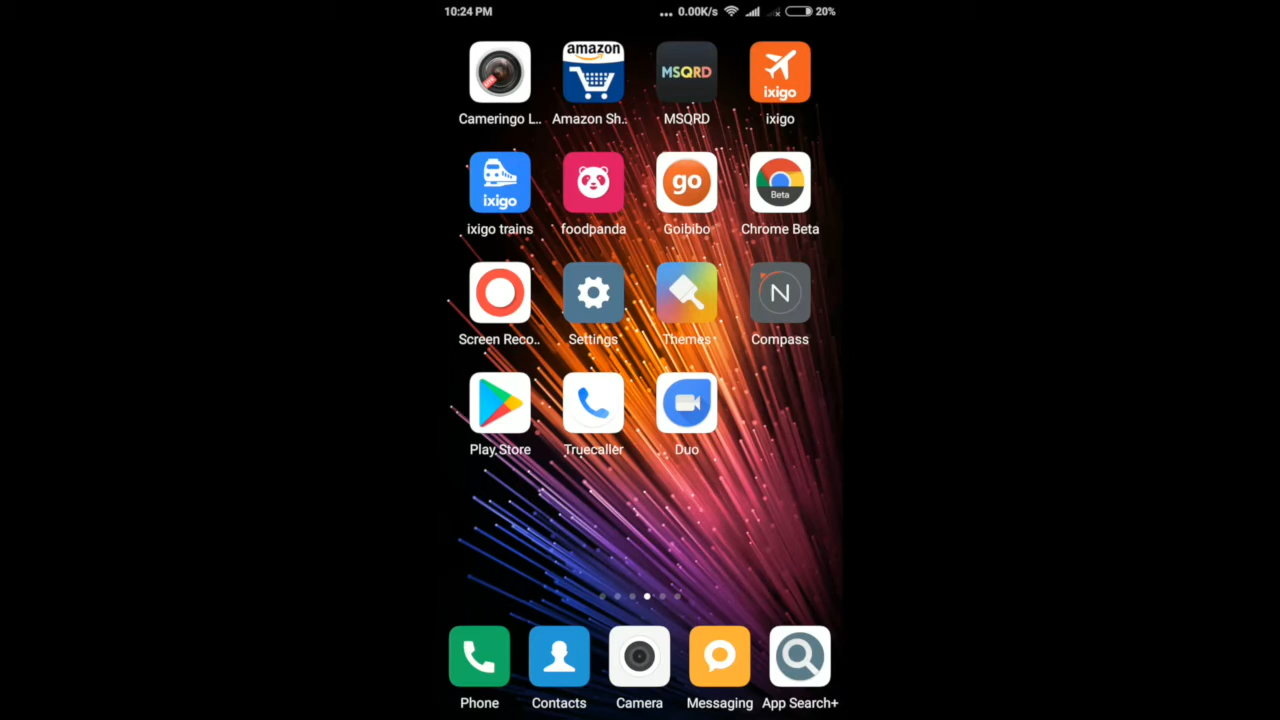 10:24 PM ... 0.00K/s 20%
amazon MSQRD ixigo
Cameringo L.. Amazon Sh.. MSQRD ixigo
ixigo go Beta
ixigo trains foodpanda Goibibo Chrome Beta
N
Screen Reco.. Settings Themes Compass
Play Store Truecaller Duo
Phone Contacts Camera Messaging App Search+